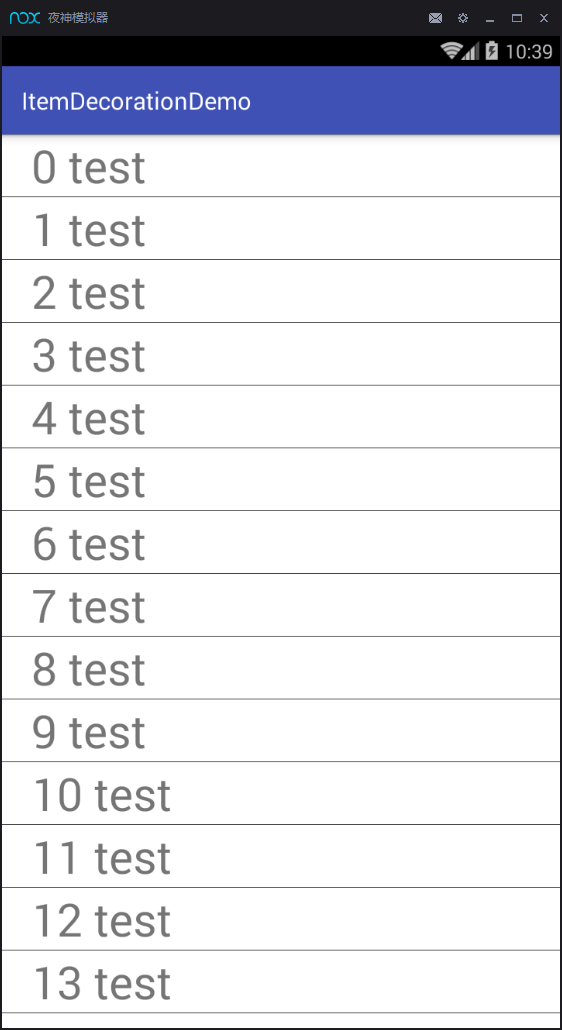 nox 夜神模拟器
10:39
ItemDecorationDemo
0 test
1 test
2 test
3 test
4 test
5 test
6 test
7 test
8 test
9 test
10 test
11 test
12 test
13 test